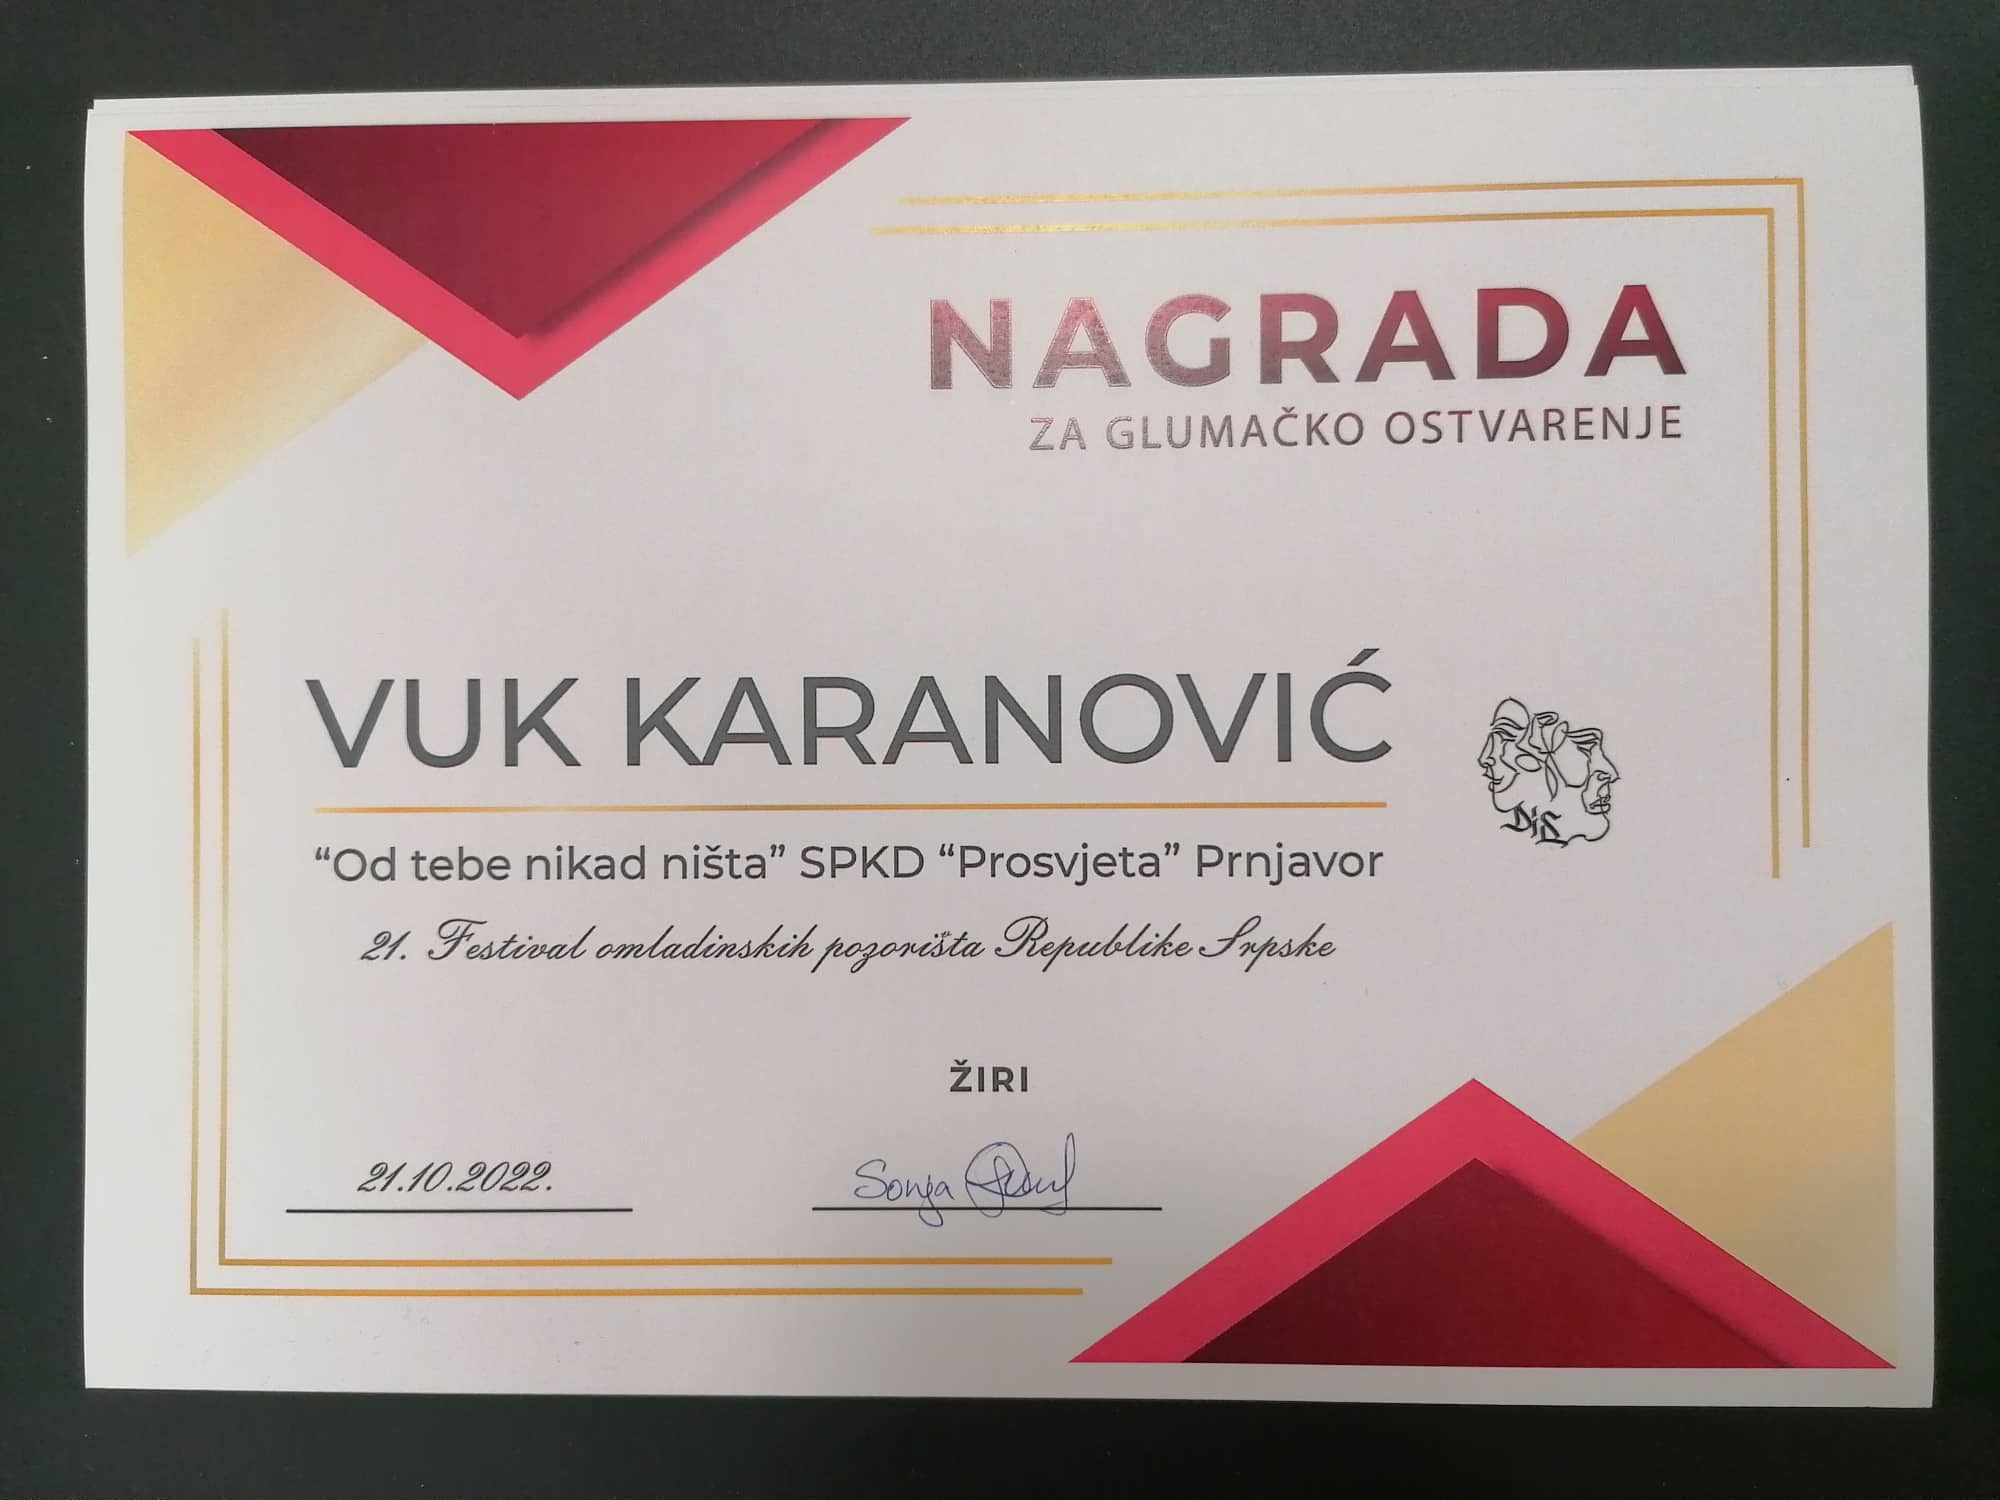 NAGRADA
ZA GLUMAČKO OSTVARENJE
VUK KARANOVIĆ
DiS
“Od tebe nikad ništa” SPKD “Prosvjeta” Prnjavor
21. Festival omladinskih pozorišta Republike Srpske
ŽIRI
21.10.2022.
Sonja